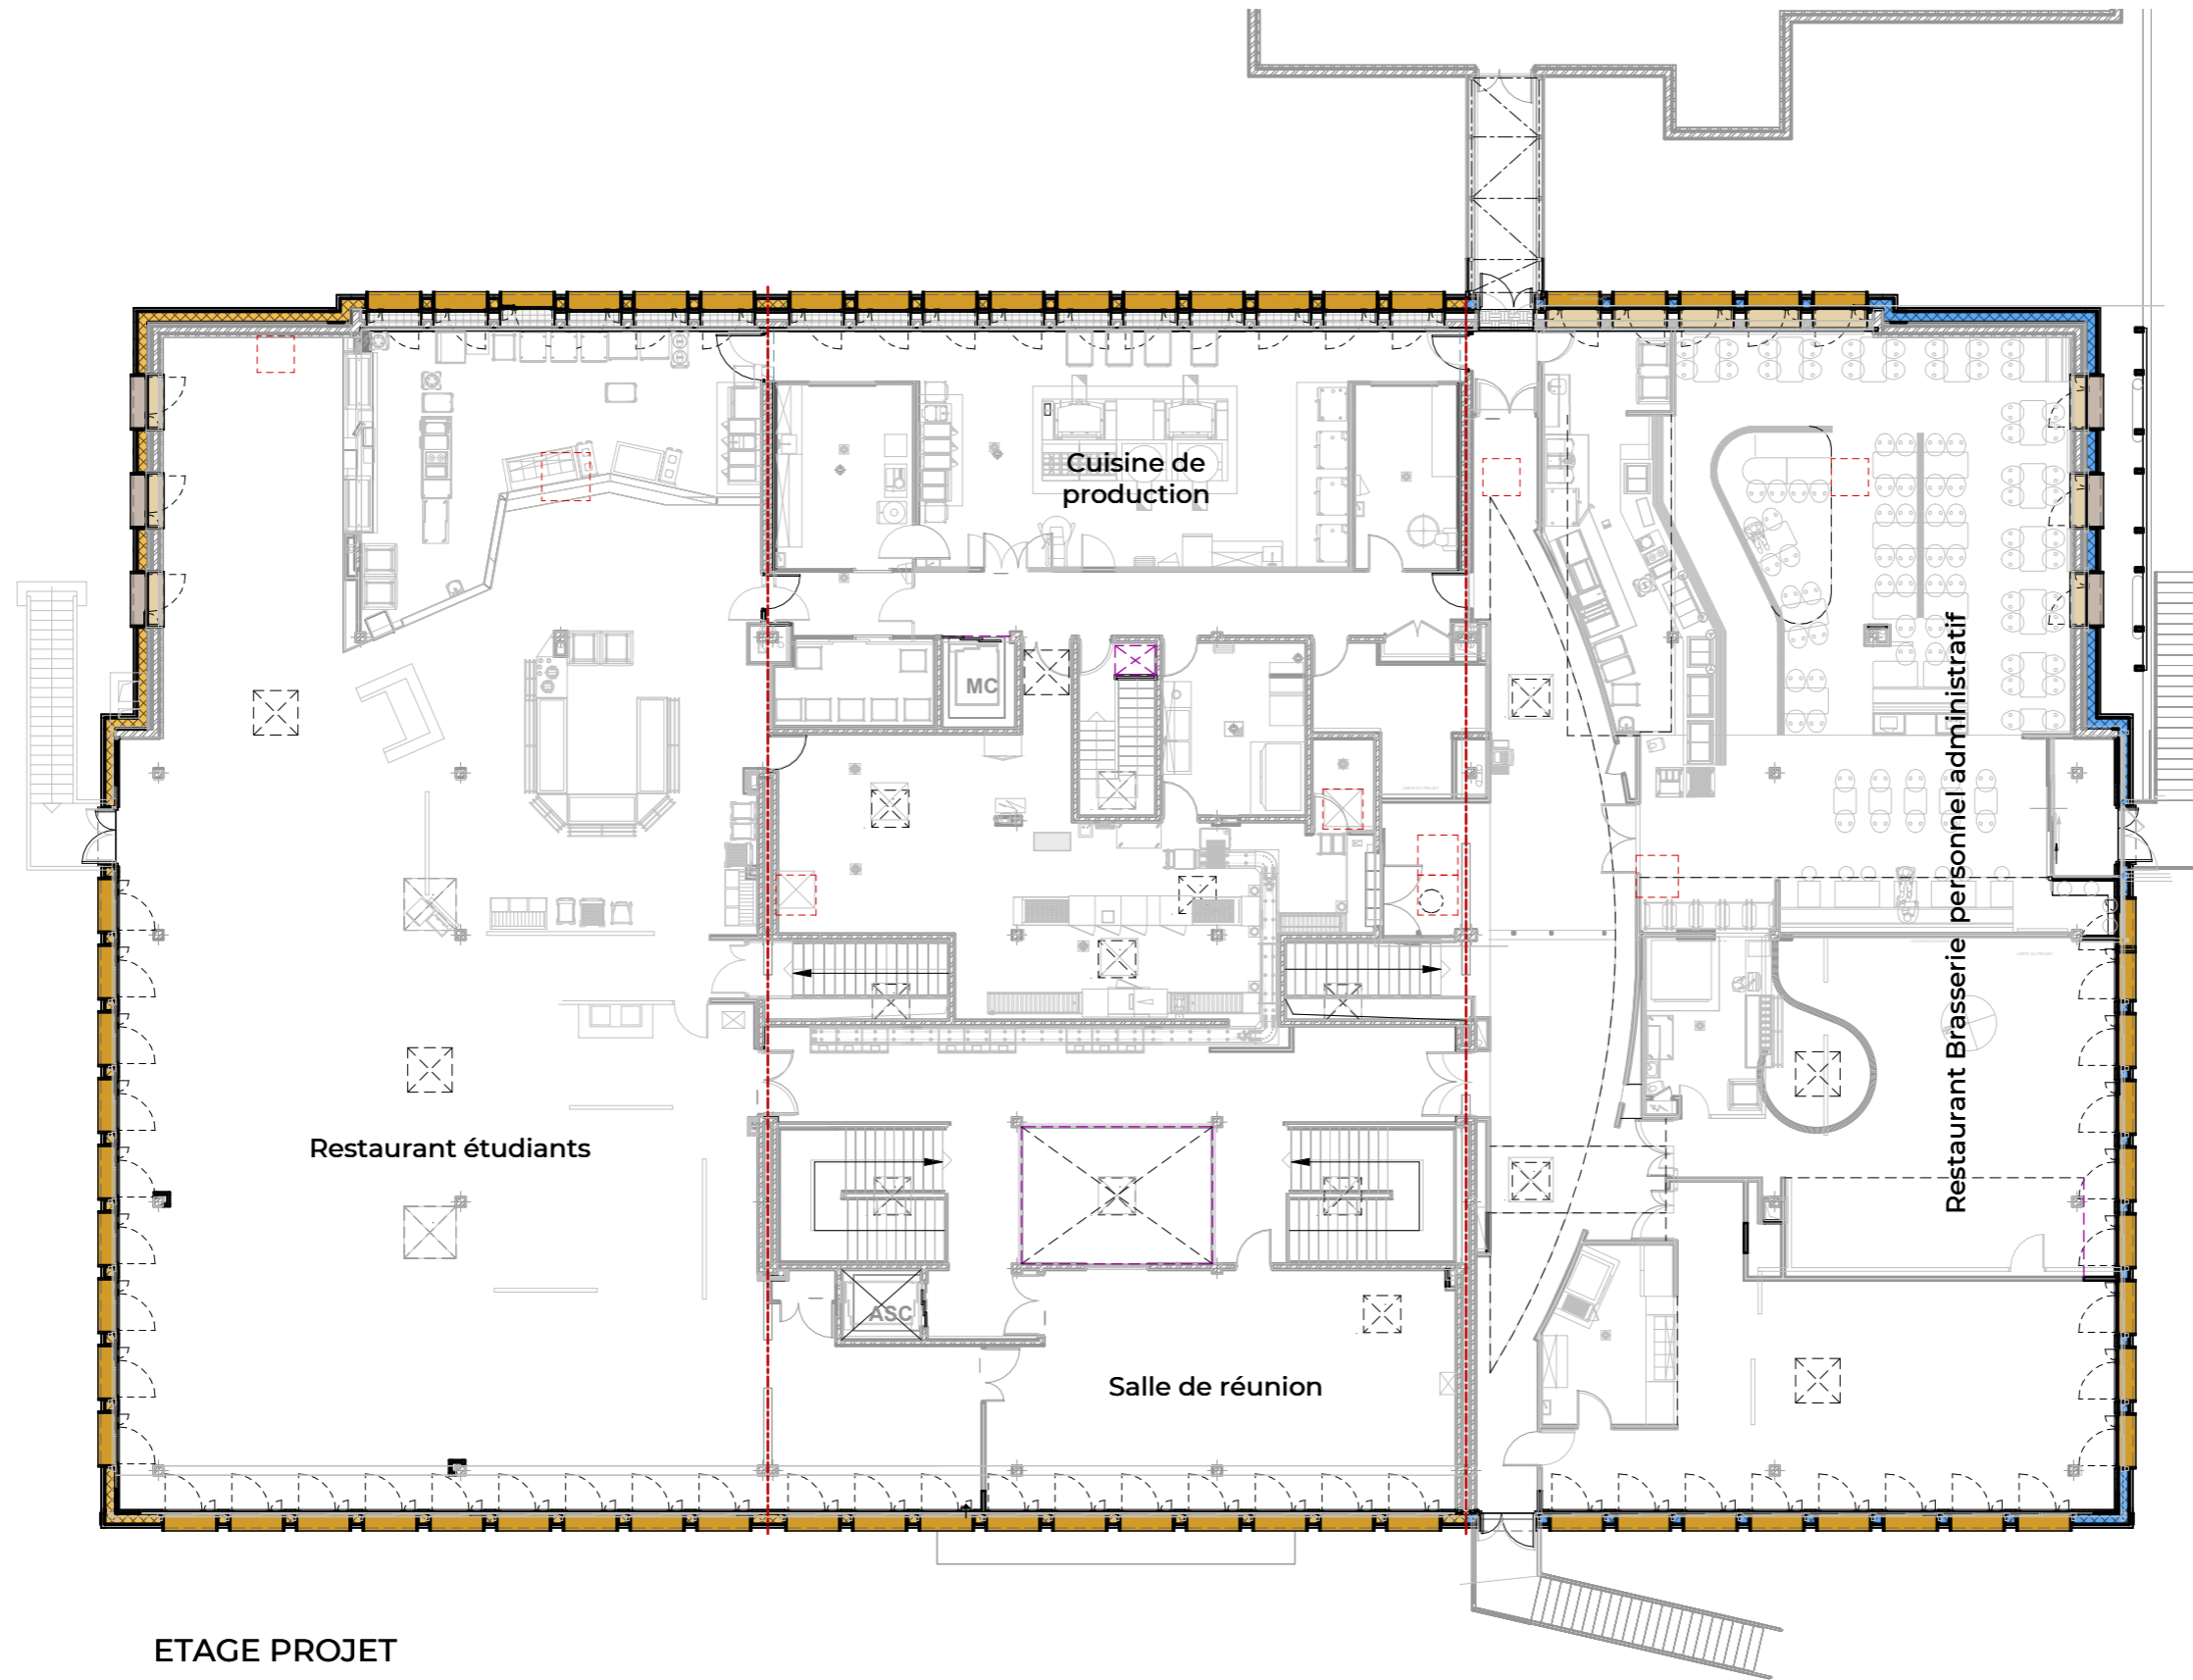 Cuisine de
production
MC
Restaurant Brasserie personnel administratif
Restaurant étudiants
ASC
Salle de réunion
ETAGE PROJET